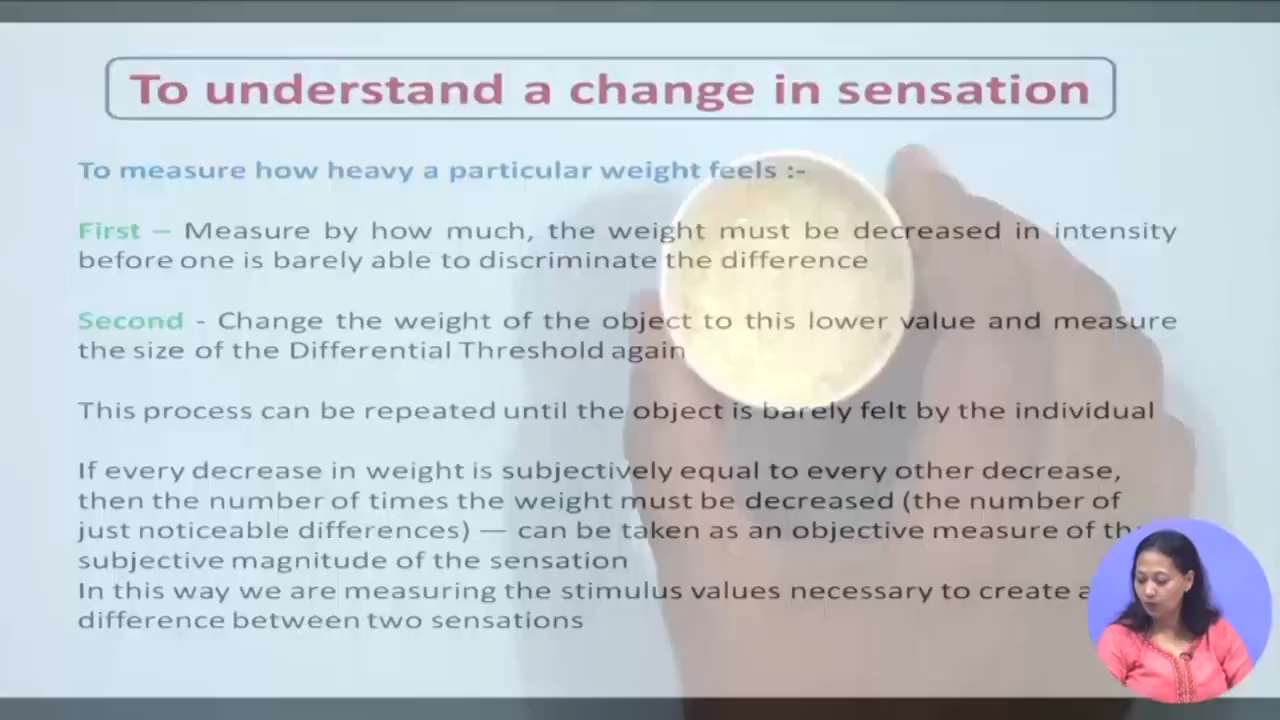 To understand a change in sensation
To measure how heavy a particular weight feels :-
First – Measure by how much, the weight must be decreased in intensity
before one is barely able to discriminate the difference
Second - Change the weight of the object to this lower value and measure
the size of the Differential Threshold again
This process can be repeated until the object is barely felt by the individual
If every decrease in weight is subjectively equal to every other decrease,
then the number of times the weight must be decreased (the number of
just noticeable differences) — can be taken as an objective measure of
subjective magnitude of the sensation
In this way we are measuring the stimulus values necessary to create a
difference between two sensations